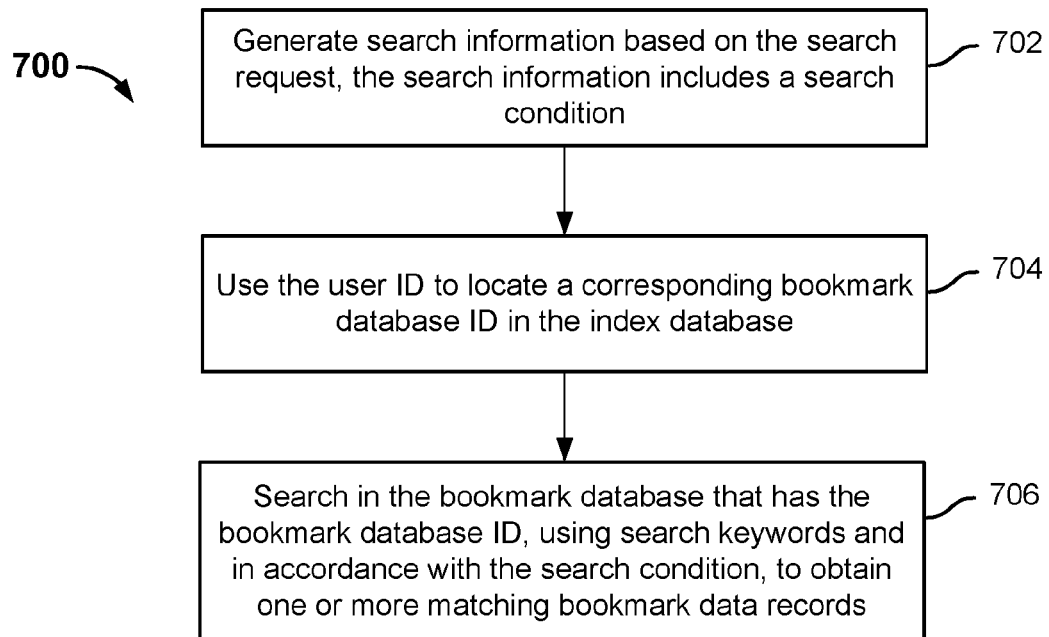 700
Generate search information based on the search
request, the search information includes a search
condition
702
Use the user ID to locate a corresponding bookmark
database ID in the index database
704
Search in the bookmark database that has the
bookmark database ID, using search keywords and
in accordance with the search condition, to obtain
one or more matching bookmark data records
706